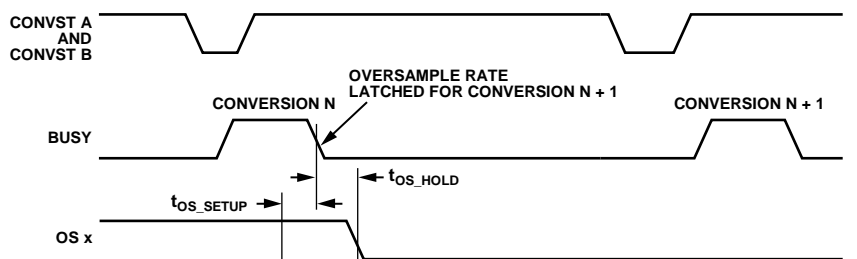 CONVST A
AND
CONVST B
OVERSAMPLE RATE
LATCHED FOR CONVERSION N + 1
CONVERSION N
CONVERSION N + 1
BUSY
tOS_HOLD
tOS_SETUP
OS x